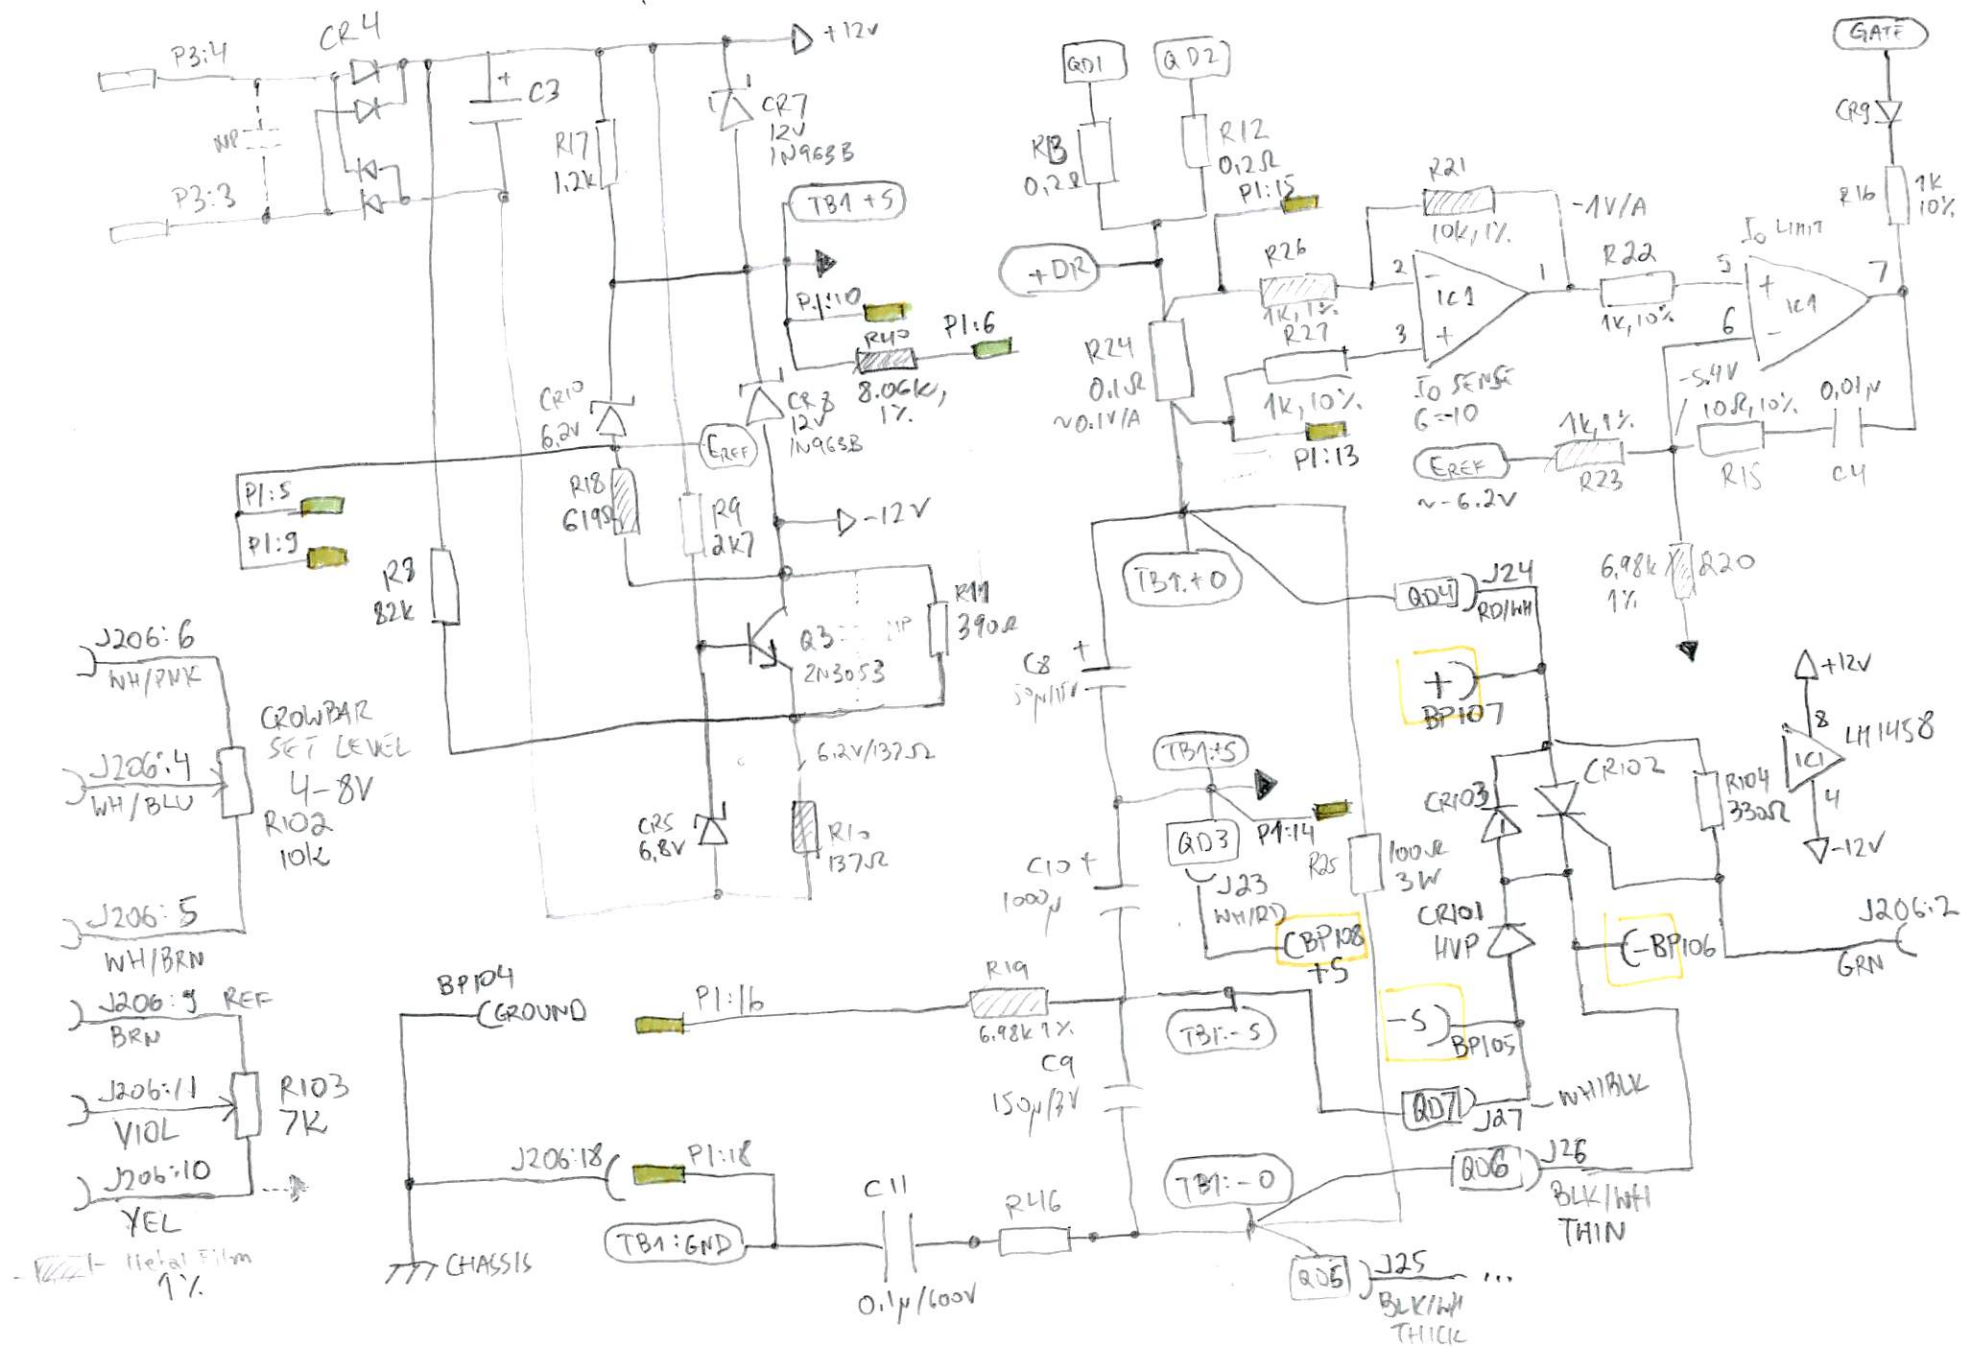 P3:4
CR4
+12V
C3
NP
P3:3
R17
1.2K
CR7
12V
1N963B
TB1 +S
P1:10
R40
8.06K,
1%
P1:6
CR10
6.2V
EREF
CR8
12V
1N963B
P1:5
P1:9
R18
619Ω
R9
2K7
-12V
R8
82K
Q3
2N3053
NP
R11
390Ω
6.2V/137Ω
CR5
6,8V
R10
137Ω
J206:6
WH/PNK
J206:4
WH/BLU
CROWBAR
SET LEVEL
4-8V
R102
10K
J206:5
WH/BRN
J206:9 REF
BRN
J206:11
VIOL
R103
7K
J206:10
YEL
- Metal Film
1%
BP104
GROUND
CHASSIS
J206:18
P1:18
TB1:GND
C11
0.1µ/600V
R46
P1:16
R19
6.98K 1%
QD1
QD2
R13
0,2Ω
R12
0,2Ω
P1:15
+DR
R26
1K, 1%
R27
1K, 10%
P1:13
R24
0.1Ω
~0.1V/A
R21
10K, 1%
-1V/A
2
-
IC1
3
+
1
IO SENSE
G=-10
R22
1K, 10%
IO LIMIT
5
+
IC1
6
-
7
GATE
CR9
R16
1K
10%
-5.4V
10Ω, 10%
R15
0,01µ
C4
1K, 1%
R23
EREF
~-6.2V
6,98K
1%
R20
TB1:+O
C8
QD4
J24
RD/WH
+
BP107
TB1:+S
QD3
P1:14
J23
WH/RD
BP108
+S
C10
+
1000µ
R25
100Ω
3W
CR102
CR103
R104
330Ω
CR101
HVP
-BP106
J206:2
GRN
+12V
8
IC1
LM1458
4
-12V
TB1:-S
-S
BP105
C9
150µ/3V
QD7
J27
WH/BLK
TB1:-O
QD6
J26
BLK/WH
THIN
QD5
J25
...
BLK/WH
THICK